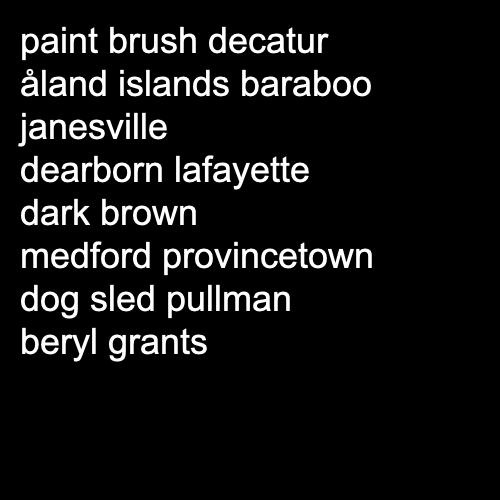 paint brush decatur
åland islands baraboo
janesville
dearborn lafayette
dark brown
medford provincetown
dog sled pullman
beryl grants